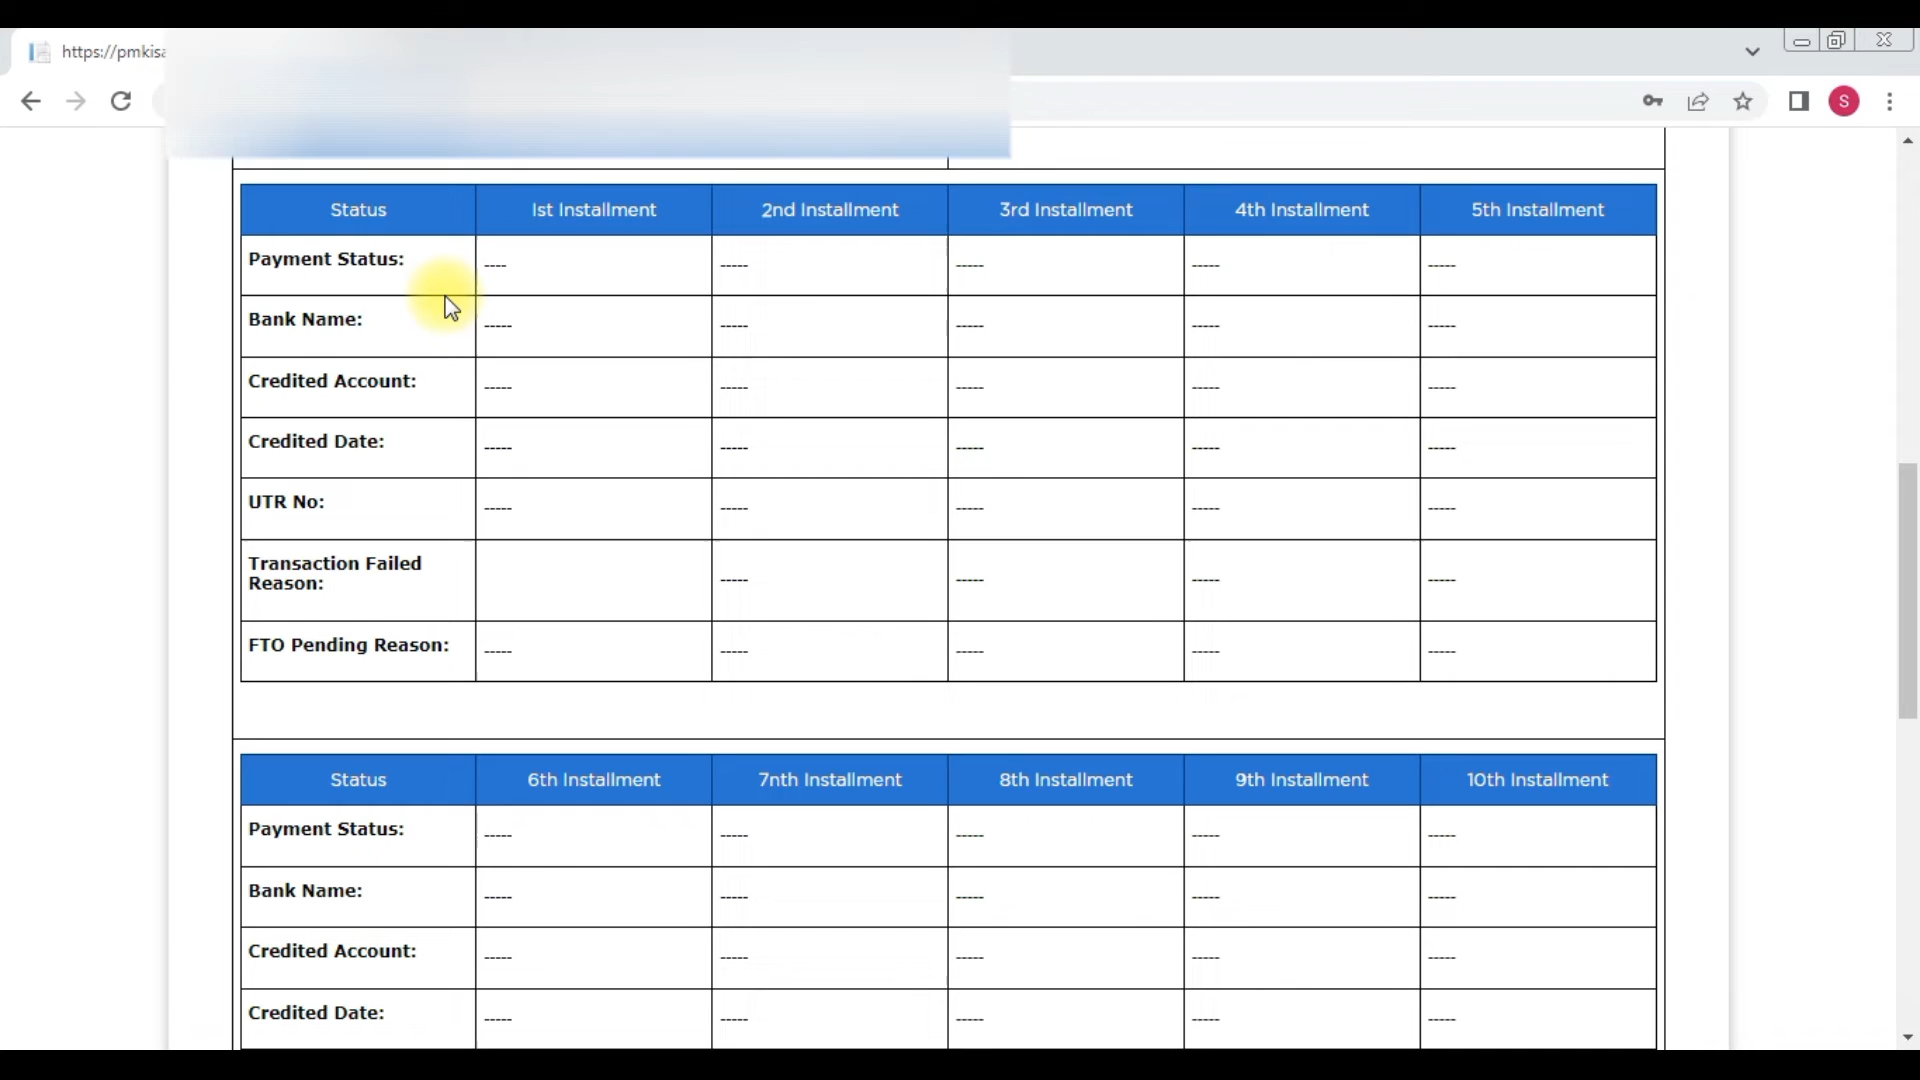 https://pmkisa
S
Status Ist Installment 2nd Installment 3rd Installment 4th Installment 5th Installment
Payment Status: ---- ----- ----- ----- -----
Bank Name: ----- ----- ----- ----- -----
Credited Account: ----- ----- ----- ----- -----
Credited Date: ----- ----- ----- ----- -----
UTR No: ----- ----- ----- ----- -----
Transaction Failed
Reason: ----- ----- ----- -----
FTO Pending Reason: ----- ----- ----- ----- -----
Status 6th Installment 7nth Installment 8th Installment 9th Installment 10th Installment
Payment Status: ----- ----- ----- ----- -----
Bank Name: ----- ----- ----- ----- -----
Credited Account: ----- ----- ----- ----- -----
Credited Date: ----- ----- ----- ----- -----